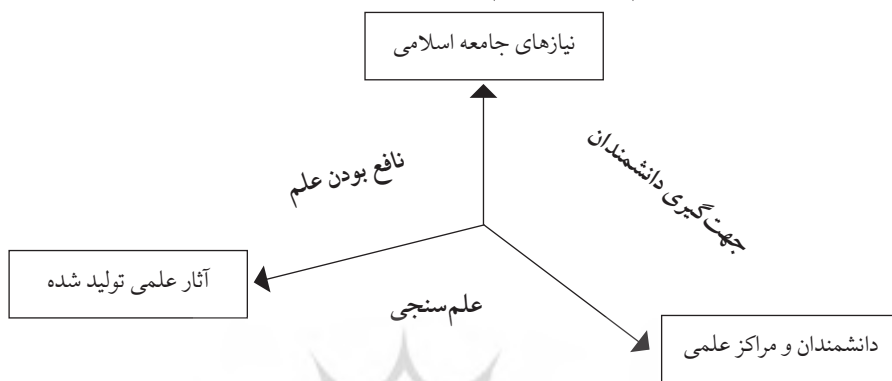 نیازهای جامعه اسلامی
نافع بودن علم
جهت‌گیری دانشمندان
آثار علمی تولید شده
علم‌سنجی
دانشمندان و مراکز علمی